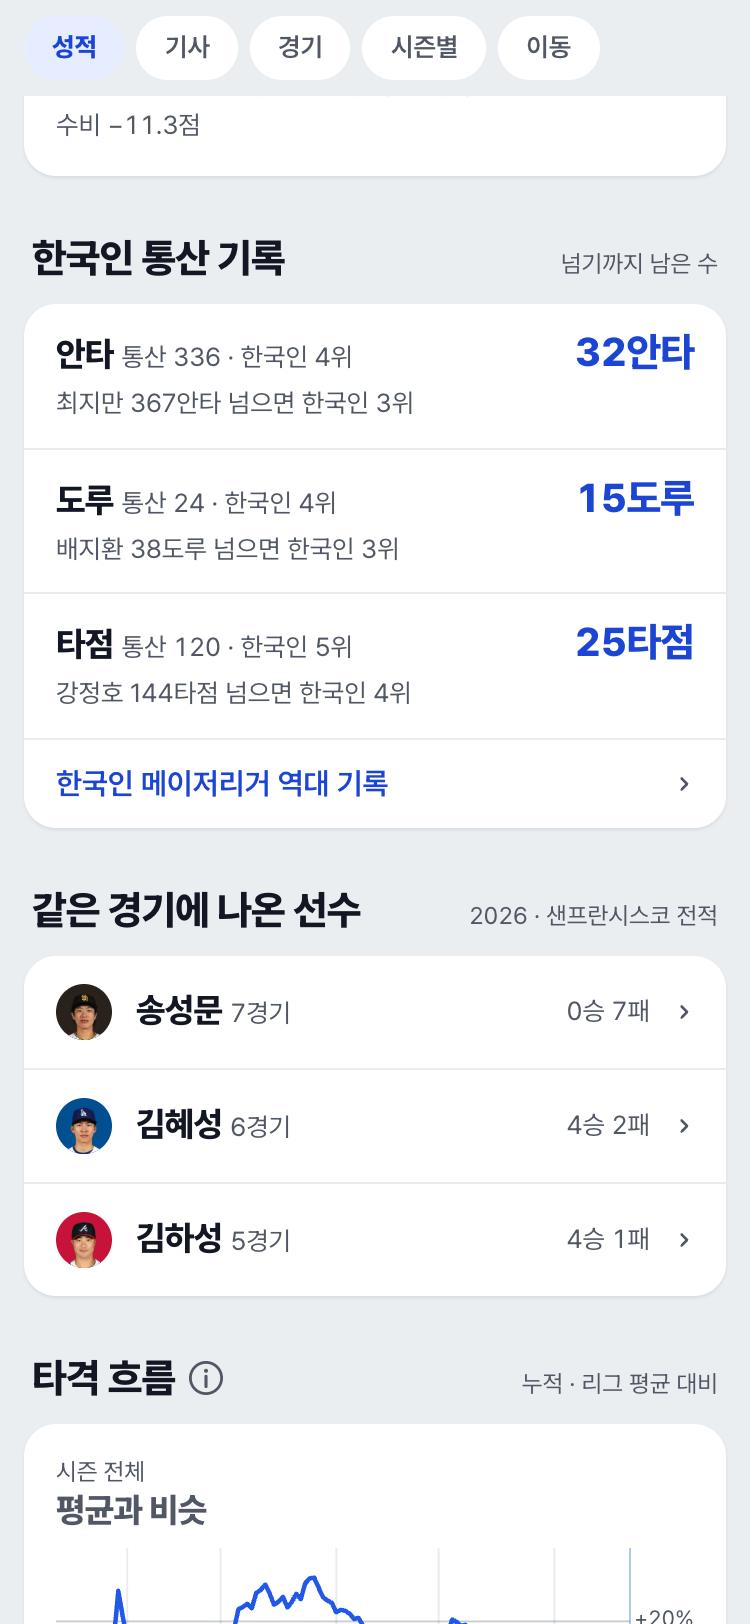 성적 기사 경기 시즌별 이동
수비 −11.3점
한국인 통산 기록 넘기까지 남은 수
안타 통산 336 · 한국인 4위 32안타
최지만 367안타 넘으면 한국인 3위
도루 통산 24 · 한국인 4위 15도루
배지환 38도루 넘으면 한국인 3위
타점 통산 120 · 한국인 5위 25타점
강정호 144타점 넘으면 한국인 4위
한국인 메이저리거 역대 기록
같은 경기에 나온 선수 2026 · 샌프란시스코 전적
송성문 7경기 0승 7패
김혜성 6경기 4승 2패
김하성 5경기 4승 1패
타격 흐름 누적 · 리그 평균 대비
시즌 전체
평균과 비슷
+20%